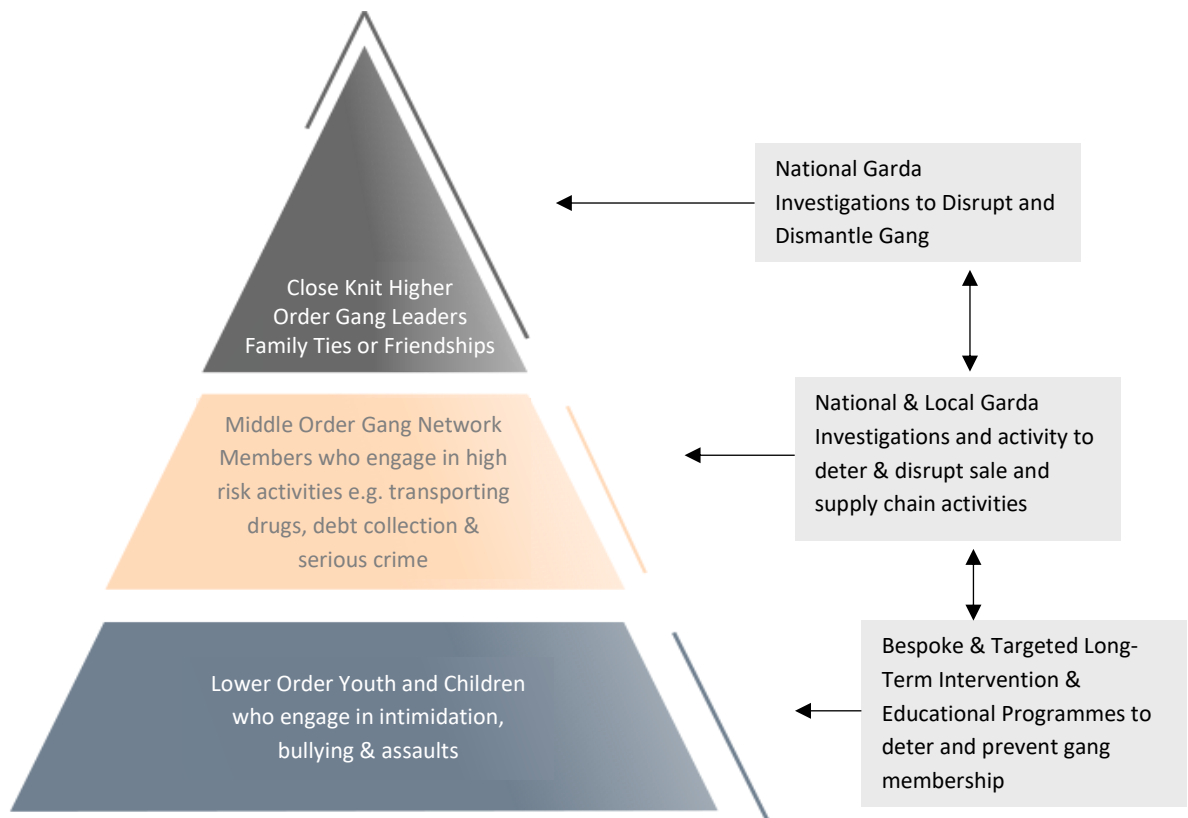 National Garda
Investigations to Disrupt and
Dismantle Gang
Close Knit Higher
Order Gang Leaders
Family Ties or Friendships
National & Local Garda
Investigations and activity to
deter & disrupt sale and
supply chain activities
Middle Order Gang Network
Members who engage in high
risk activities e.g. transporting
drugs, debt collection &
serious crime
Bespoke & Targeted Long-
Term Intervention &
Educational Programmes to
deter and prevent gang
membership
Lower Order Youth and Children
who engage in intimidation,
bullying & assaults